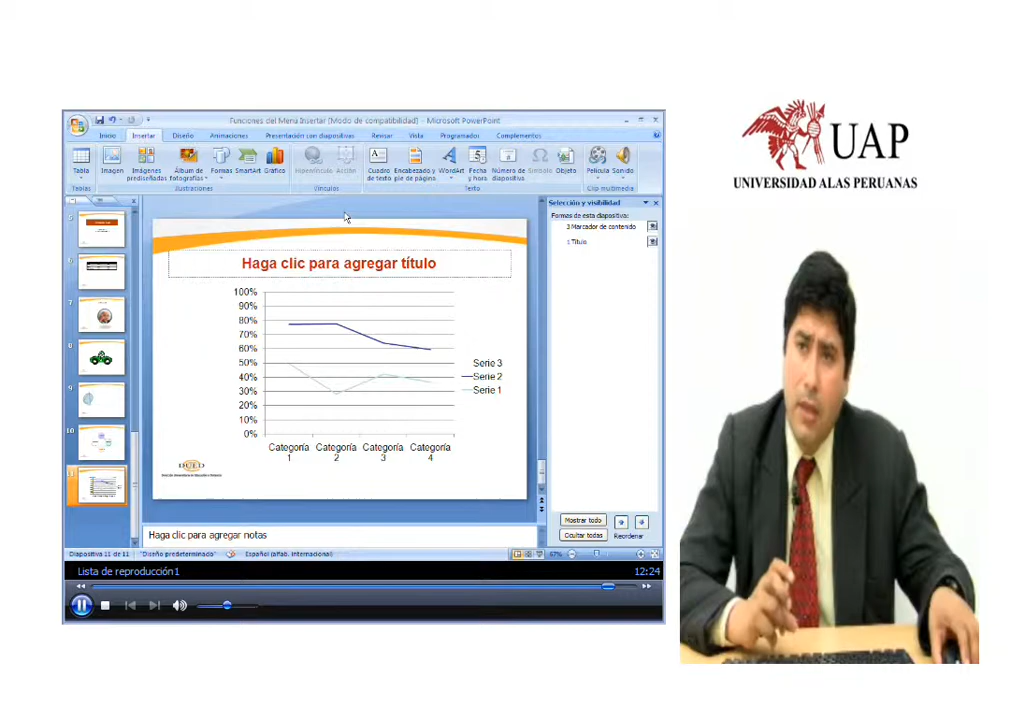 Funciones del Menú Insertar [Modo de compatibilidad] - Microsoft PowerPoint
Inicio Insertar Diseño Animaciones Presentación con diapositivas Revisar Vista Programador Complementos
Tabla Imagen Imágenes prediseñadas Álbum de fotografías Formas SmartArt Gráfico Hipervínculo Acción Cuadro de texto Encabezado y pie de página WordArt Fecha y hora Número de diapositiva Símbolo Objeto Película Sonido
Tablas Ilustraciones Vínculos Texto Clip multimedia
UAP
UNIVERSIDAD ALAS PERUANAS
Selección y visibilidad
Formas de esta diapositiva:
3 Marcador de contenido
1 Título
7
8
9
10
Haga clic para agregar título
100%
90%
80%
70%
60%
50%
40%
30%
20%
10%
0%
Serie 3
Serie 2
Serie 1
Categoría 1
Categoría 2
Categoría 3
Categoría 4
DUED
Mostrar todo
Ocultar todas
Reordenar
Haga clic para agregar notas
Diapositiva 11 de 11 "Diseño predeterminado" Español (alfab. internacional) 67%
Lista de reproducción1 12:24